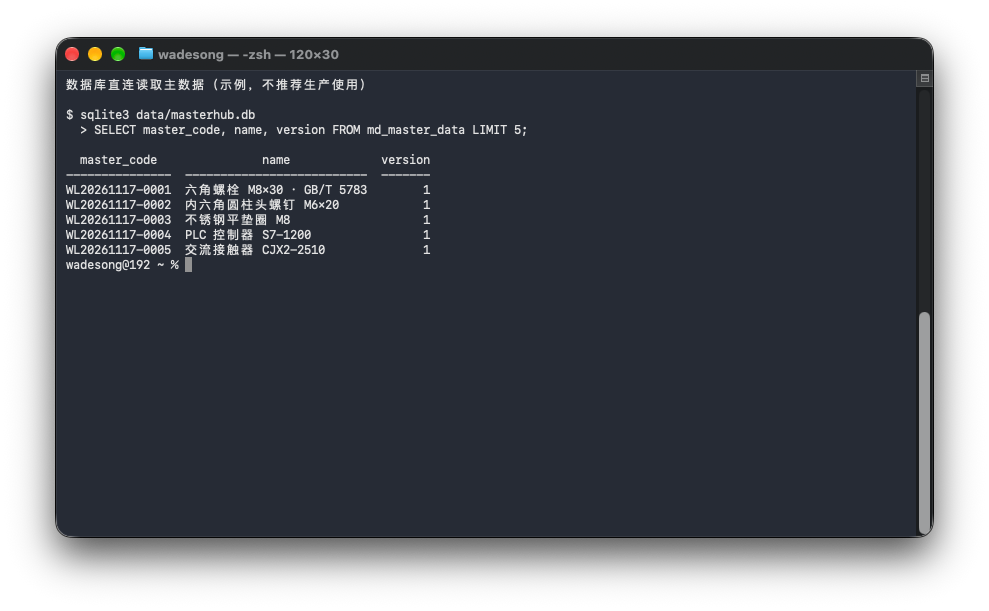 wadesong — -zsh — 120×30
数据库直连读取主数据（示例，不推荐生产使用）
$ sqlite3 data/masterhub.db
> SELECT master_code, name, version FROM md_master_data LIMIT 5;
master_code name version
——————————————— —————————————————————————— ———————
WL20261117-0001 六角螺栓 M8×30 · GB/T 5783 1
WL20261117-0002 内六角圆柱头螺钉 M6×20 1
WL20261117-0003 不锈钢平垫圈 M8 1
WL20261117-0004 PLC 控制器 S7-1200 1
WL20261117-0005 交流接触器 CJX2-2510 1
wadesong@192 ~ %